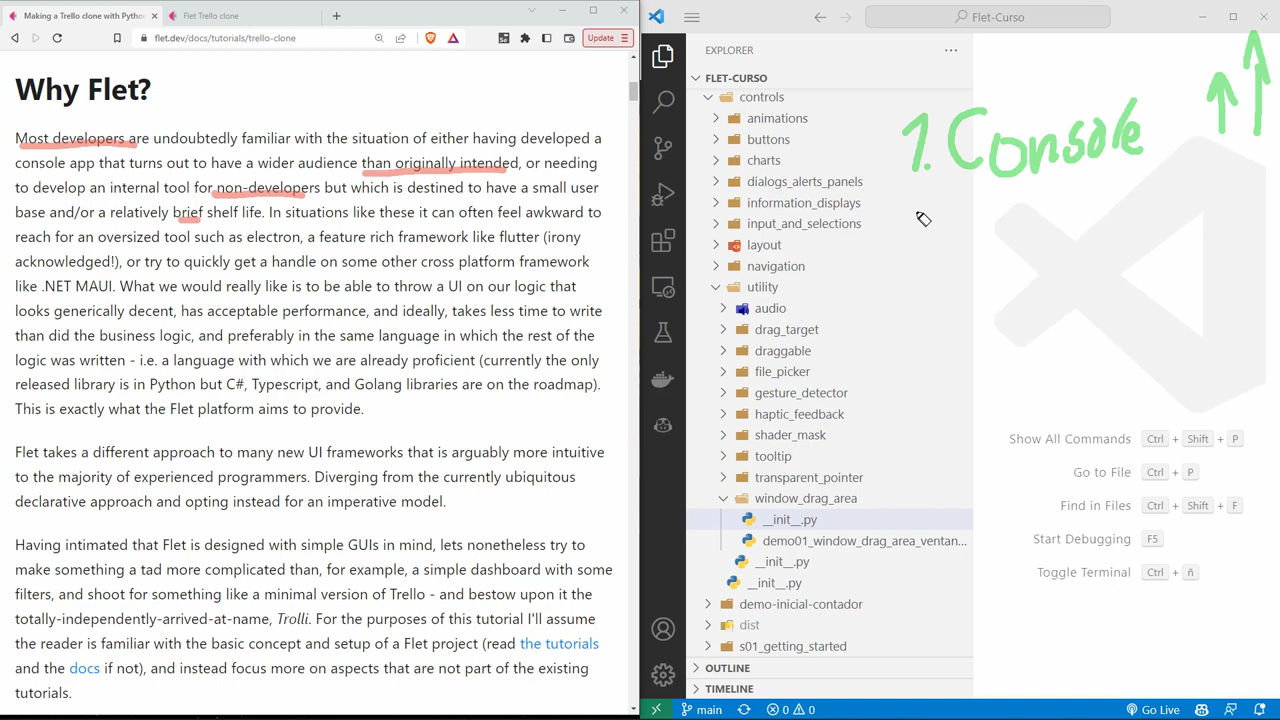 Making a Trello clone with Pytho
Flet Trello clone
flet.dev/docs/tutorials/trello-clone
Update
Why Flet?
Most developers are undoubtedly familiar with the situation of either having developed a
console app that turns out to have a wider audience than originally intended, or needing
to develop an internal tool for non-developers but which is destined to have a small user
base and/or a relatively brief shelf life. In situations like these it can often feel awkward to
reach for an oversized tool such as electron, a feature rich framework like flutter (irony
acknowledged!), or try to quickly get a handle on some other cross platform framework
like .NET MAUI. What we would really like is to be able to throw a UI on our logic that
looks generically decent, has acceptable performance, and ideally, takes less time to write
than did the business logic, and preferably in the same language in which the rest of the
logic was written - i.e. a language with which we are already proficient (currently the only
released library is in Python but C#, Typescript, and Golang libraries are on the roadmap).
This is exactly what the Flet platform aims to provide.
Flet takes a different approach to many new UI frameworks that is arguably more intuitive
to the majority of experienced programmers. Diverging from the currently ubiquitous
declarative approach and opting instead for an imperative model.
Having intimated that Flet is designed with simple GUIs in mind, lets nonetheless try to
make something a tad more complicated than, for example, a simple dashboard with some
filters, and shoot for something like a minimal version of Trello - and bestow upon it the
totally-independently-arrived-at-name, Trolli. For the purposes of this tutorial I'll assume
the reader is familiar with the basic concept and setup of a Flet project (read the tutorials
and the docs if not), and instead focus more on aspects that are not part of the existing
tutorials.
Flet-Curso
EXPLORER
FLET-CURSO
controls
animations
buttons
charts
dialogs_alerts_panels
information_displays
input_and_selections
layout
navigation
utility
audio
drag_target
draggable
file_picker
gesture_detector
haptic_feedback
shader_mask
tooltip
transparent_pointer
window_drag_area
__init__.py
demo01_window_drag_area_ventan...
__init__.py
__init__.py
demo-inicial-contador
dist
s01_getting_started
OUTLINE
TIMELINE
1. Console
Show All Commands Ctrl + Shift + P
Go to File Ctrl + P
Find in Files Ctrl + Shift + F
Start Debugging F5
Toggle Terminal Ctrl + ñ
main 0 0 Go Live